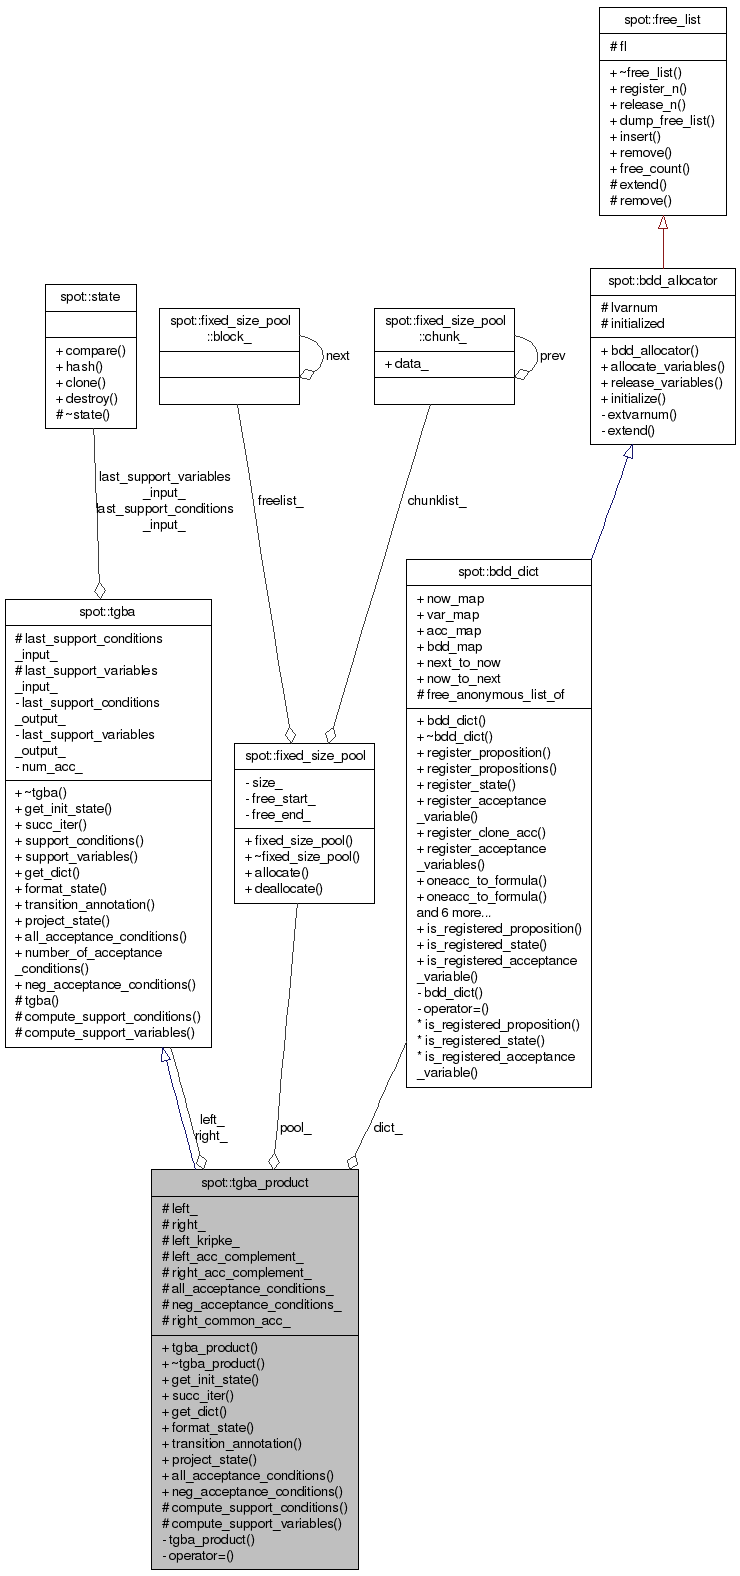 spot::free_list
# fl
+ ~free_list()
+ register_n()
+ release_n()
+ dump_free_list()
+ insert()
+ remove()
+ free_count()
# extend()
# remove()
spot::bdd_allocator
# lvarnum
# initialized
+ bdd_allocator()
+ allocate_variables()
+ release_variables()
+ initialize()
- extvarnum()
- extend()
spot::state
+ compare()
+ hash()
+ clone()
+ destroy()
# ~state()
spot::fixed_size_pool
::block_
next
spot::fixed_size_pool
::chunk_
+ data_
prev
last_support_variables
_input_
last_support_conditions
_input_
freelist_
chunklist_
spot::tgba
# last_support_conditions
_input_
# last_support_variables
_input_
- last_support_conditions
_output_
- last_support_variables
_output_
- num_acc_
+ ~tgba()
+ get_init_state()
+ succ_iter()
+ support_conditions()
+ support_variables()
+ get_dict()
+ format_state()
+ transition_annotation()
+ project_state()
+ all_acceptance_conditions()
+ number_of_acceptance
_conditions()
+ neg_acceptance_conditions()
# tgba()
# compute_support_conditions()
# compute_support_variables()
spot::fixed_size_pool
- size_
- free_start_
- free_end_
+ fixed_size_pool()
+ ~fixed_size_pool()
+ allocate()
+ deallocate()
spot::bdd_dict
+ now_map
+ var_map
+ acc_map
+ bdd_map
+ next_to_now
+ now_to_next
# free_anonymous_list_of
+ bdd_dict()
+ ~bdd_dict()
+ register_proposition()
+ register_propositions()
+ register_state()
+ register_acceptance
_variable()
+ register_clone_acc()
+ register_acceptance
_variables()
+ oneacc_to_formula()
+ oneacc_to_formula()
and 6 more...
+ is_registered_proposition()
+ is_registered_state()
+ is_registered_acceptance
_variable()
- bdd_dict()
- operator=()
* is_registered_proposition()
* is_registered_state()
* is_registered_acceptance
_variable()
left_
right_
pool_
dict_
spot::tgba_product
# left_
# right_
# left_kripke_
# left_acc_complement_
# right_acc_complement_
# all_acceptance_conditions_
# neg_acceptance_conditions_
# right_common_acc_
+ tgba_product()
+ ~tgba_product()
+ get_init_state()
+ succ_iter()
+ get_dict()
+ format_state()
+ transition_annotation()
+ project_state()
+ all_acceptance_conditions()
+ neg_acceptance_conditions()
# compute_support_conditions()
# compute_support_variables()
- tgba_product()
- operator=()